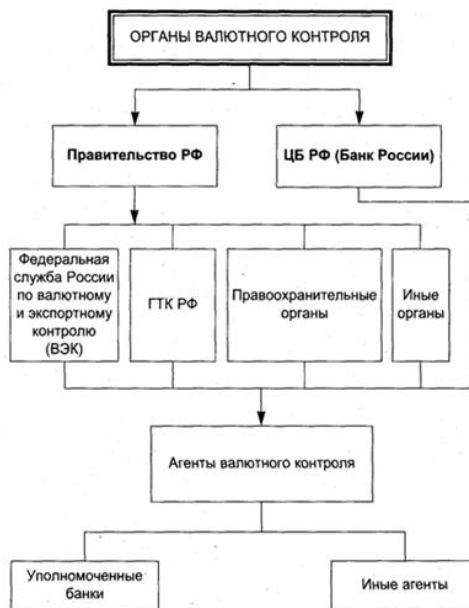 ОРГАНЫ ВАЛЮТНОГО КОНТРОЛЯ
Правительство РФ
ЦБ РФ (Банк России)
Федеральная
служба России
по валютному
и экспортному
контролю
(ВЭК)
ГТК РФ
Правоохранительные
органы
Иные
органы
Агенты валютного контроля
Уполномоченные
банки
Иные агенты